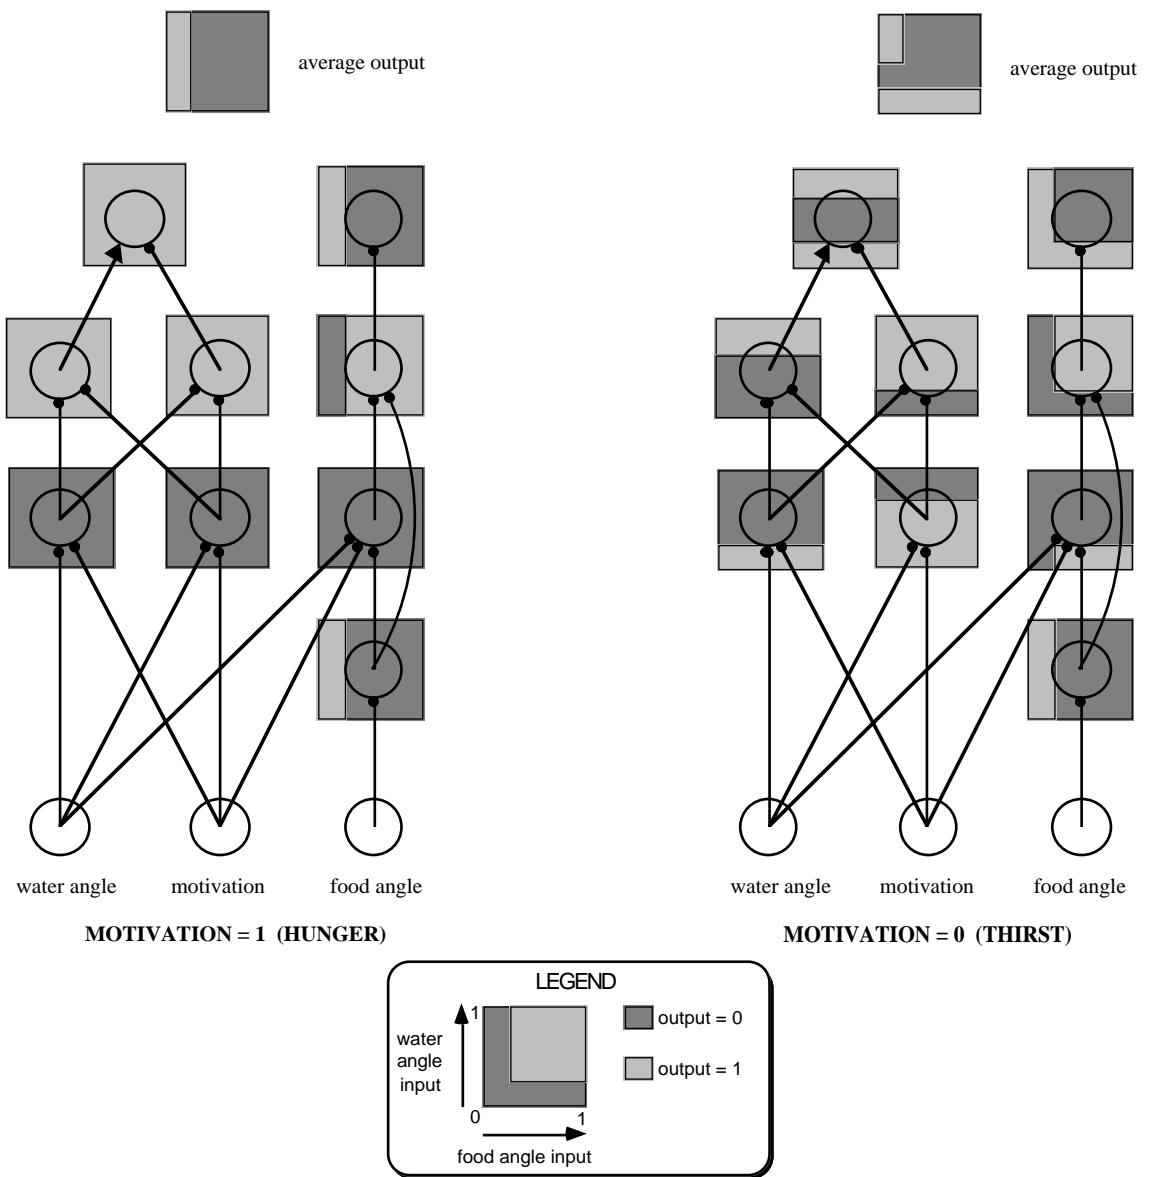 average output
average output
water angle motivation food angle
water angle motivation food angle
MOTIVATION = 1 (HUNGER)
MOTIVATION = 0 (THIRST)
LEGEND
1
water
angle
input
0
1
food angle input
output = 0
output = 1